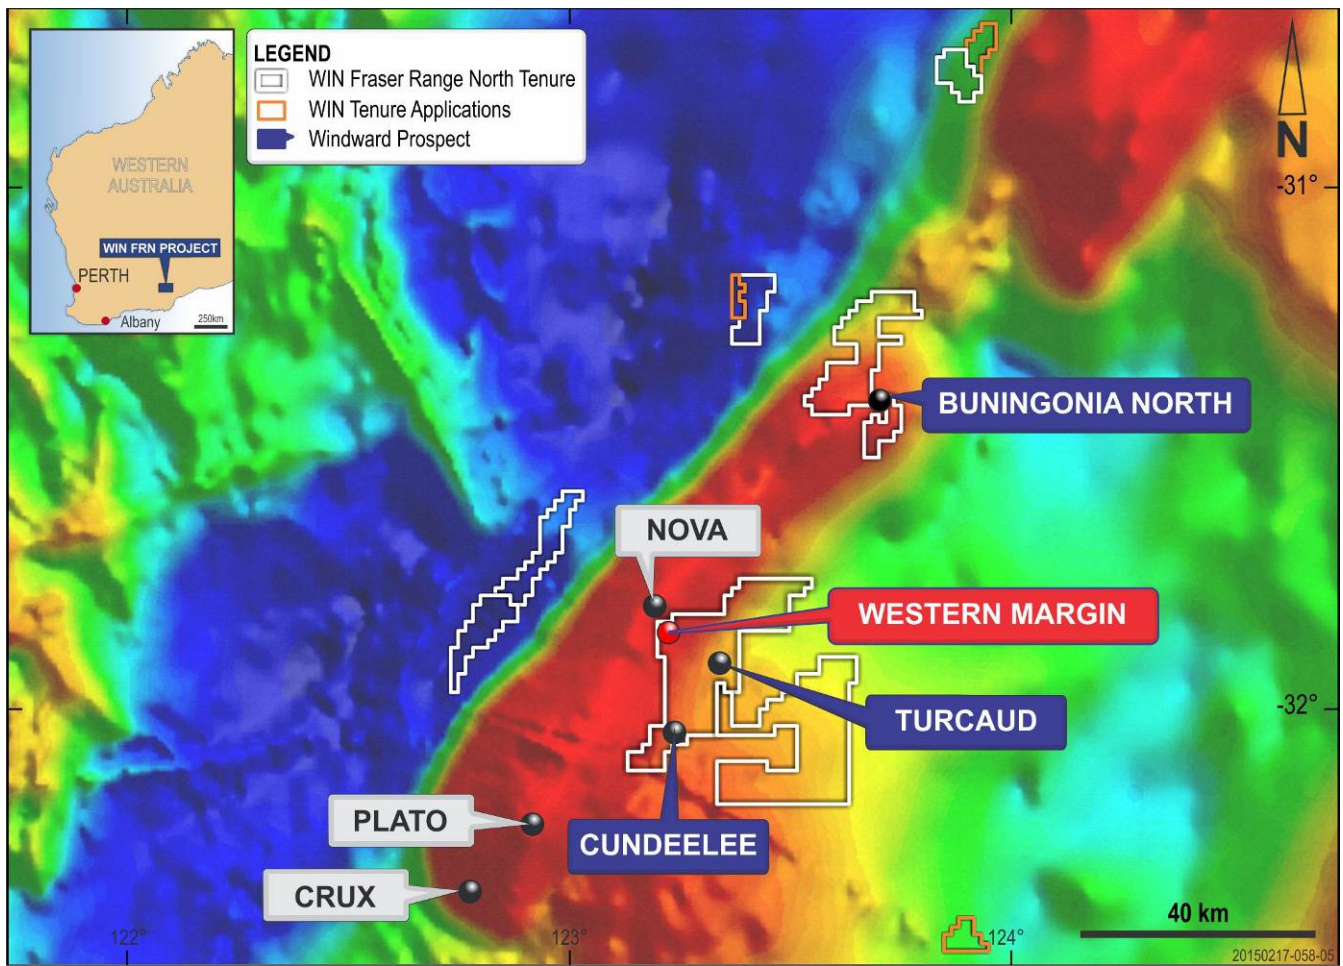 LEGEND
WIN Fraser Range North Tenure
WIN Tenure Applications
Windward Prospect
WESTERN
AUSTRALIA
WIN FRN PROJECT
PERTH
Albany
250km
N
-31°
BUNINGONIA NORTH
NOVA
WESTERN MARGIN
TURCAUD
-32°
PLATO
CUNDEELEE
CRUX
40 km
122°
123°
124°
20150217-058-05